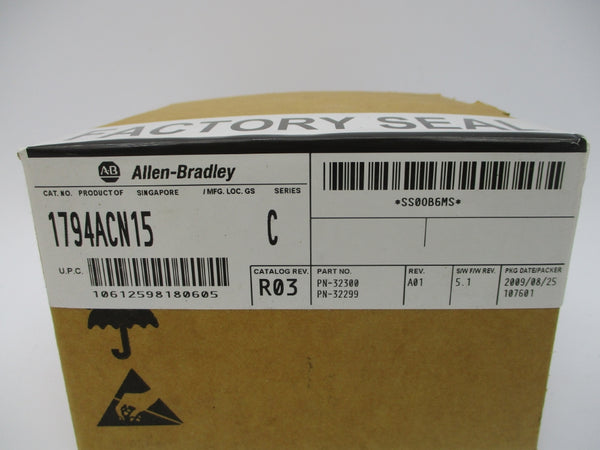 FACTORY SEAL
AB Allen-Bradley
CAT. NO. PRODUCT OF SINGAPORE / MFG. LOC. GS SERIES
1794ACN15 C
U.P.C.
10612598180605
CATALOG REV.
R03
*SS00B6MS*
PART NO. REV. S/W F/W REV. PKG DATE/PACKER
PN-32300 A01 5.1 2009/08/25
PN-32299 107601